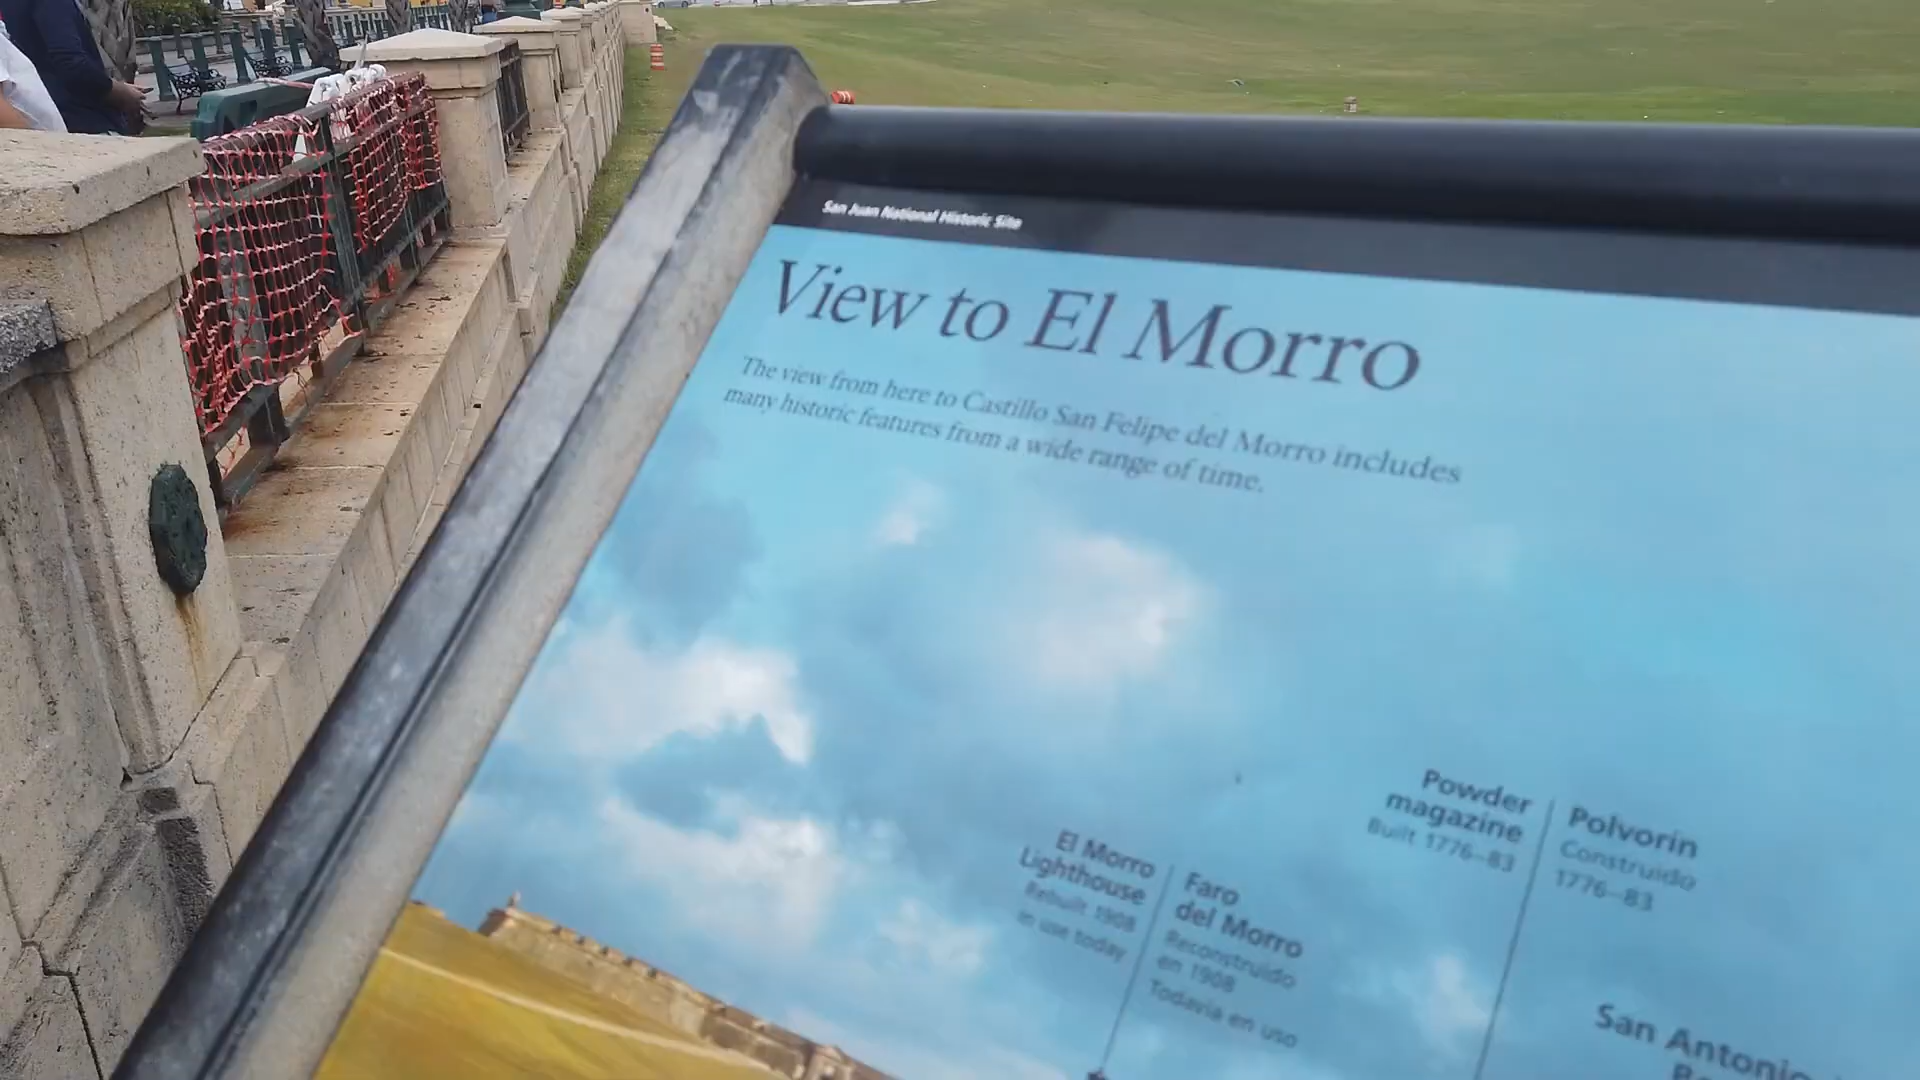 San Juan National Historic Site
View to El Morro
The view from here to Castillo San Felipe del Morro includes
many historic features from a wide range of time.
Powder
magazine
Built 1776–83
Polvorín
Construido
1776–83
El Morro
Lighthouse
Rebuilt 1908
in use today
Faro
del Morro
Reconstruido
en 1908
Todavía en uso
San Antonio